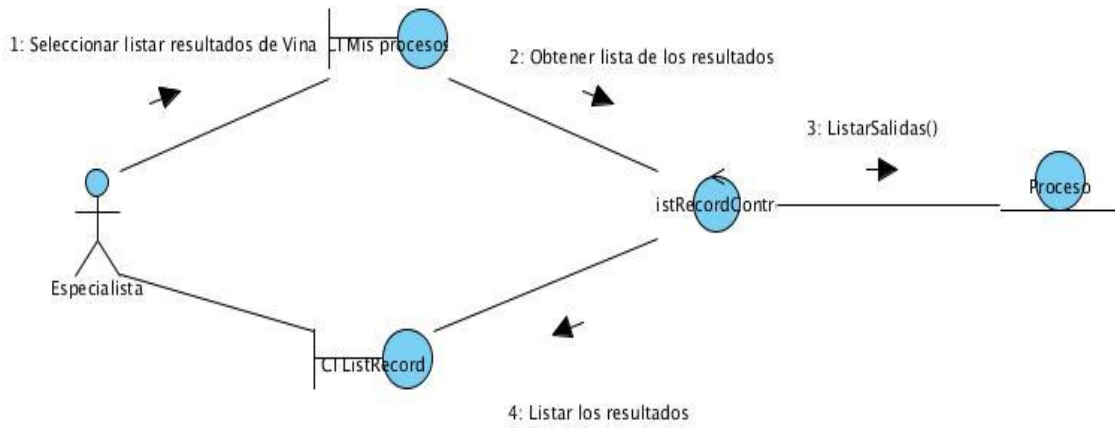 1: Seleccionar listar resultados de Vina
CI Mis procesos
2: Obtener lista de los resultados
3: ListarSalidas()
Proceso
istRecordContr
Especialista
CI ListRecord
4: Listar los resultados